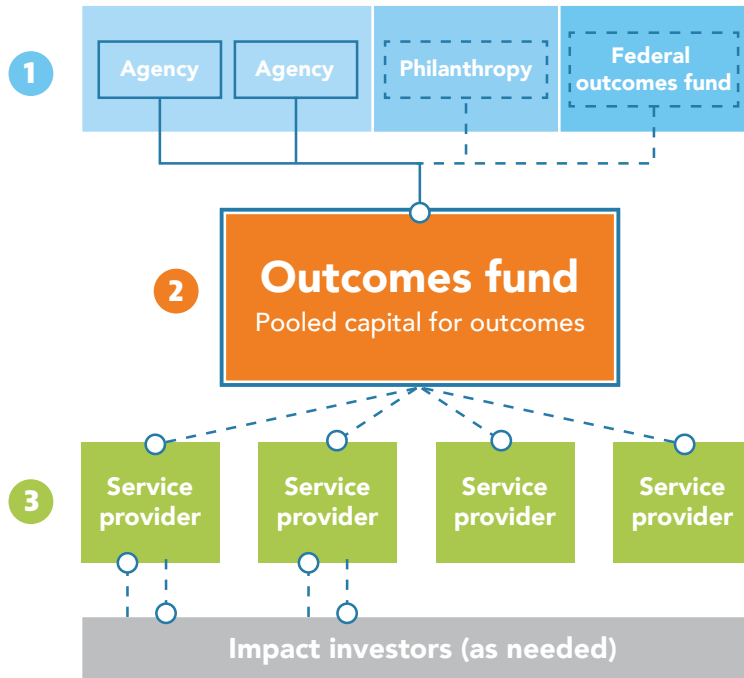 1
Agency
Agency
Philanthropy
Federal
outcomes fund
2
Outcomes fund
Pooled capital for outcomes
3
Service
provider
Service
provider
Service
provider
Service
provider
Impact investors (as needed)